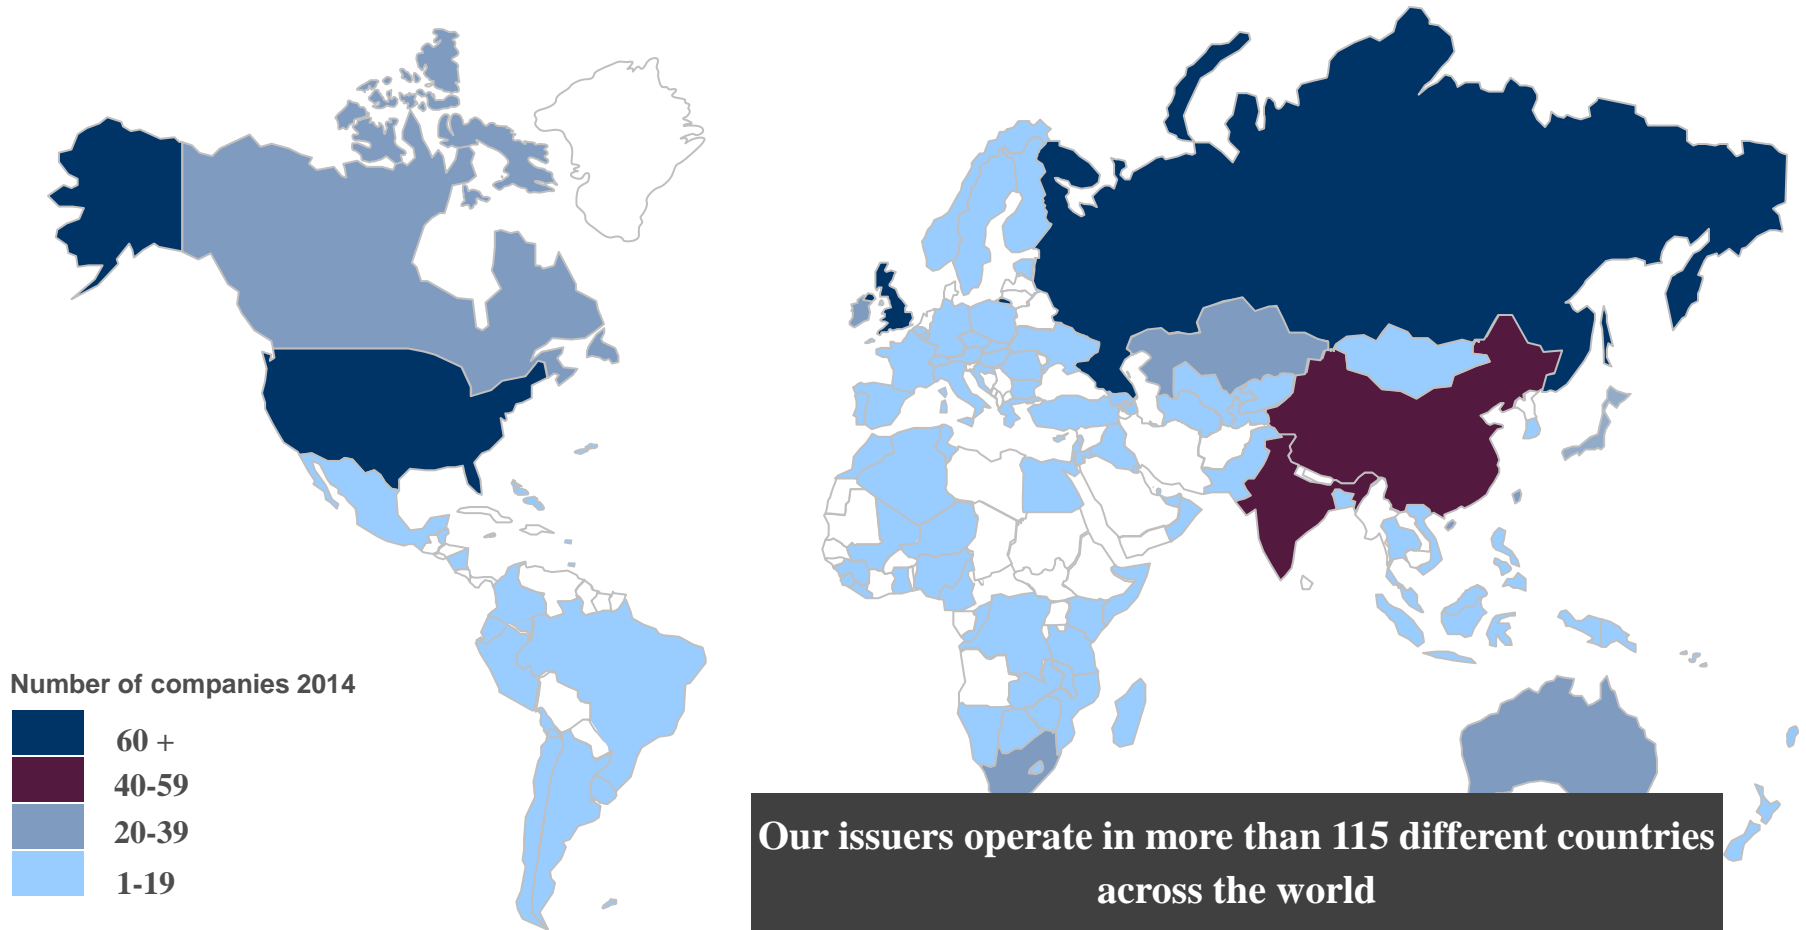 Number of companies 2014
60 +
40-59
20-39
1-19
Our issuers operate in more than 115 different countries
across the world